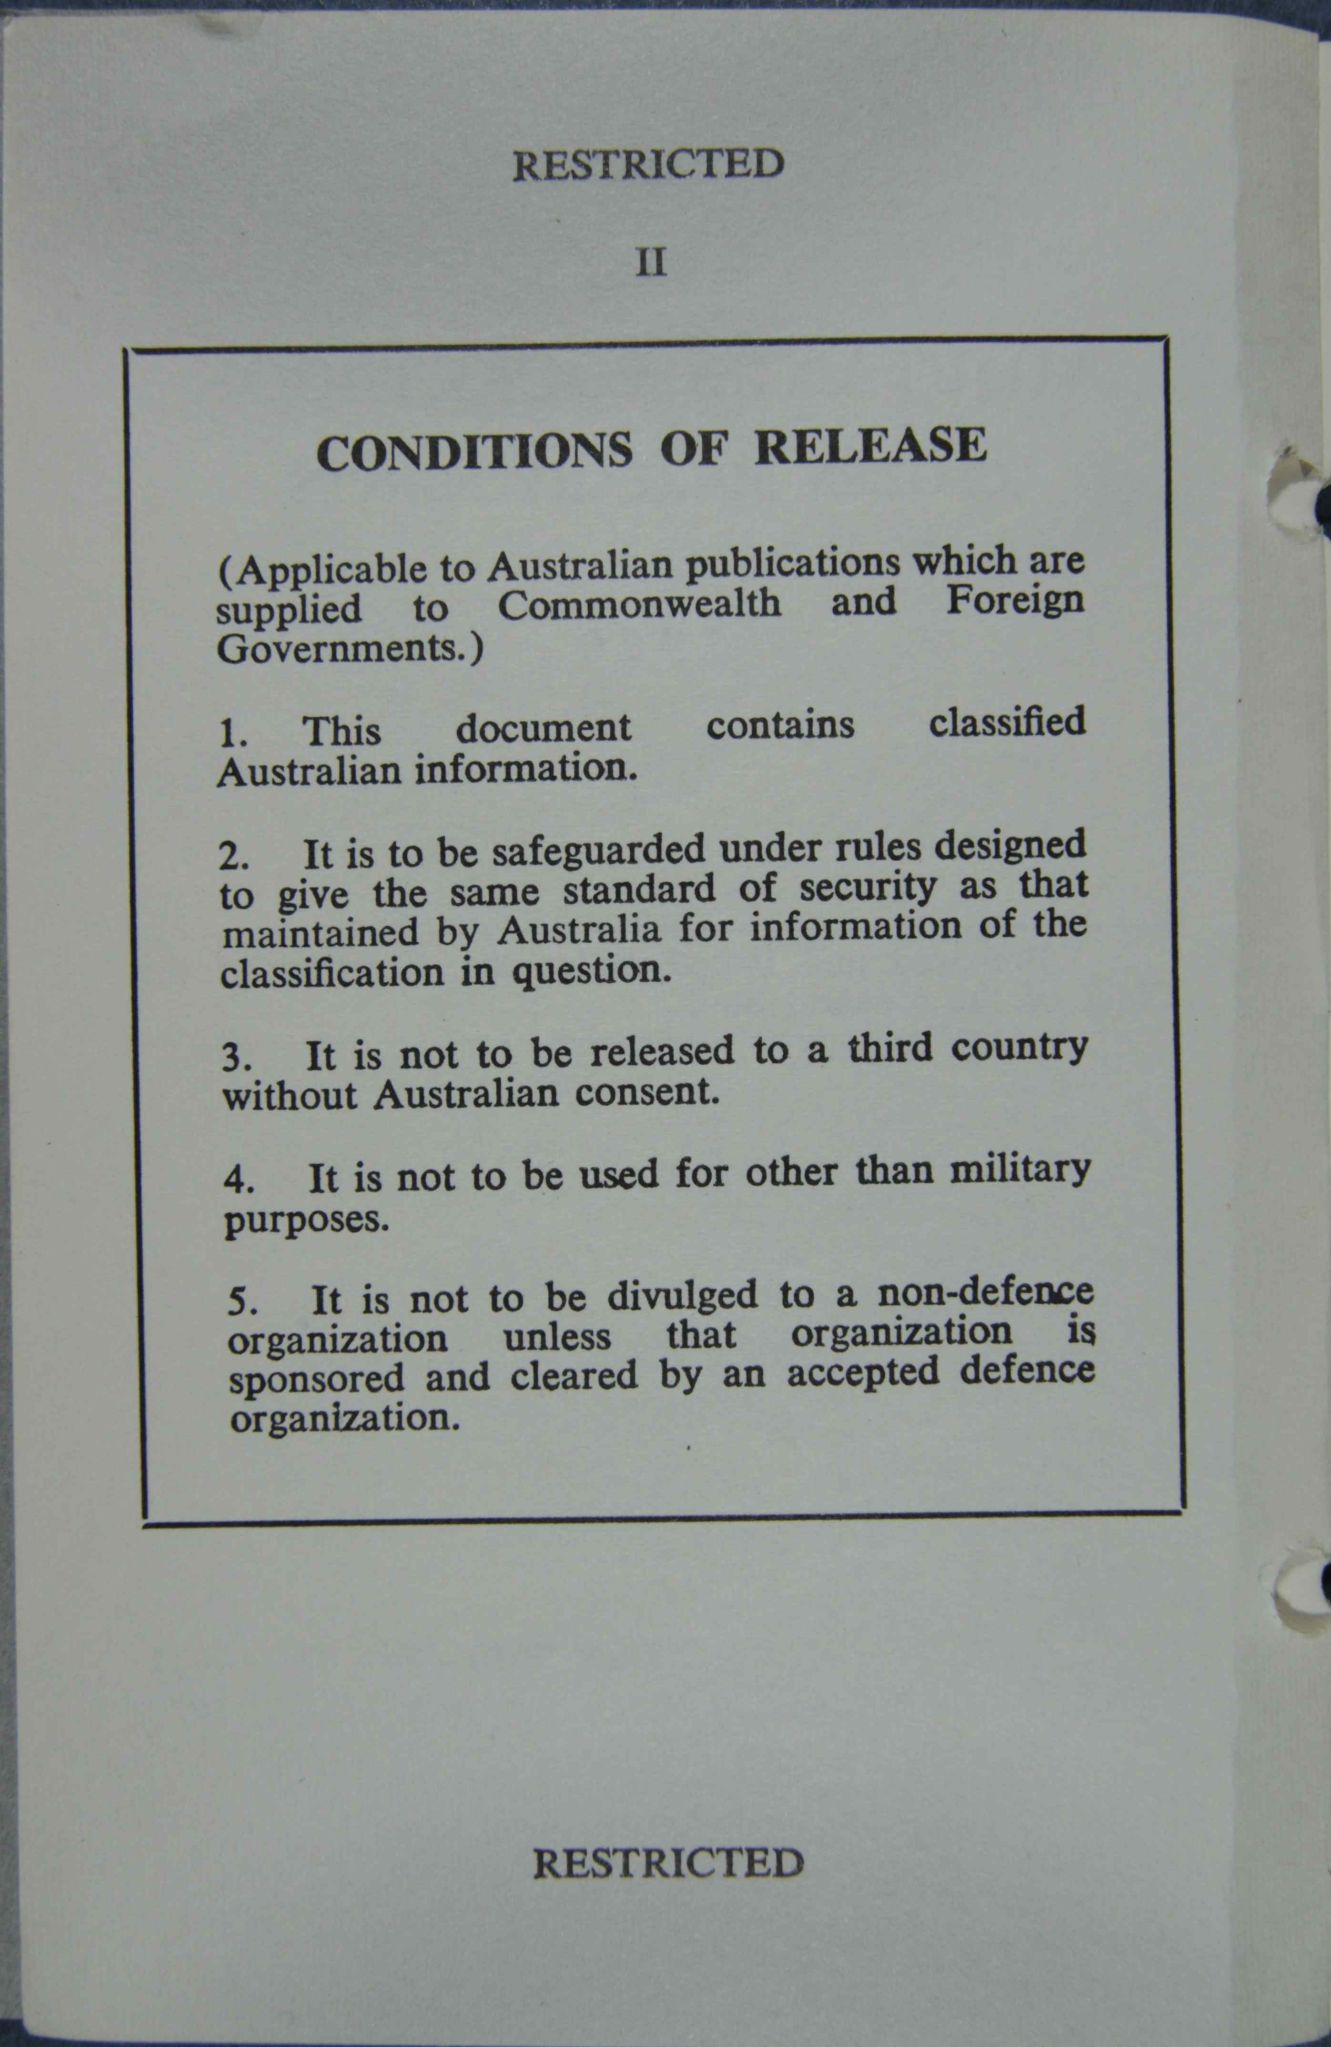 RESTRICTED
II
CONDITIONS OF RELEASE
(Applicable to Australian publications which are
supplied to Commonwealth and Foreign
Governments.)
1. This document contains classified
Australian information.
2. It is to be safeguarded under rules designed
to give the same standard of security as that
maintained by Australia for information of the
classification in question.
3. It is not to be released to a third country
without Australian consent.
4. It is not to be used for other than military
purposes.
5. It is not to be divulged to a non-defence
organization unless that organization is
sponsored and cleared by an accepted defence
organization.
RESTRICTED